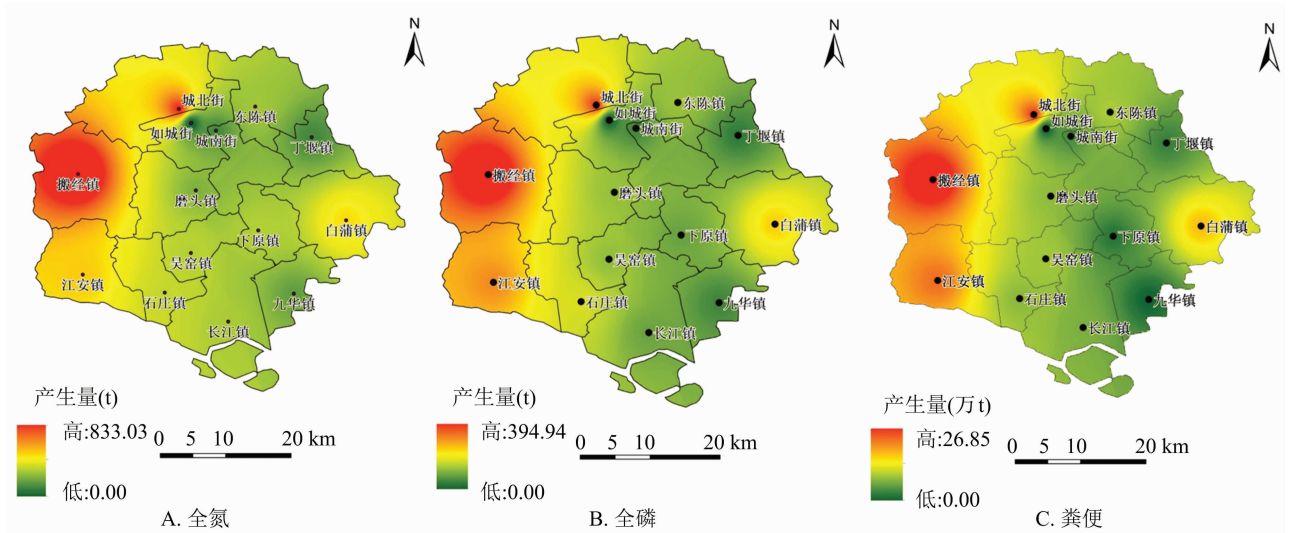 N
城北街
东陈镇
如城街
城南街
丁堰镇
搬经镇
磨头镇
白蒲镇
下原镇
吴窑镇
江安镇
石庄镇
九华镇
长江镇
产生量(t)
高:833.03
低:0.00
0 5 10 20 km
A. 全氮
N
城北街
东陈镇
如城街
城南街
丁堰镇
搬经镇
磨头镇
白蒲镇
下原镇
吴窑镇
江安镇
石庄镇
九华镇
长江镇
产生量(t)
高:394.94
低:0.00
0 5 10 20 km
B. 全磷
N
城北街
东陈镇
如城街
城南街
丁堰镇
搬经镇
磨头镇
白蒲镇
下原镇
吴窑镇
江安镇
石庄镇
九华镇
长江镇
产生量(万t)
高:26.85
低:0.00
0 5 10 20 km
C. 粪便